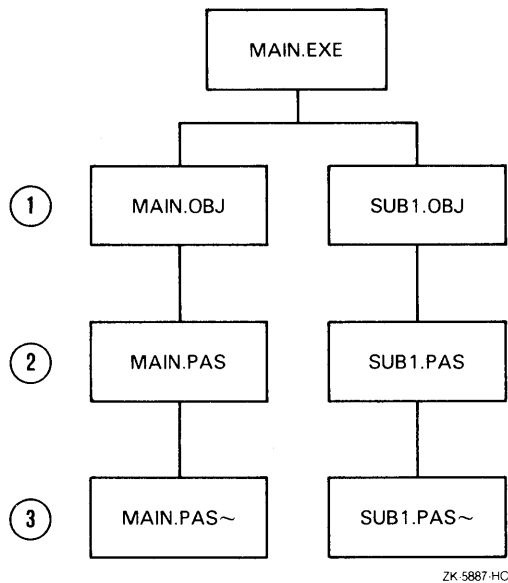 MAIN.EXE
1 MAIN.OBJ SUB1.OBJ
2 MAIN.PAS SUB1.PAS
3 MAIN.PAS~ SUB1.PAS~
ZK-5887-HC